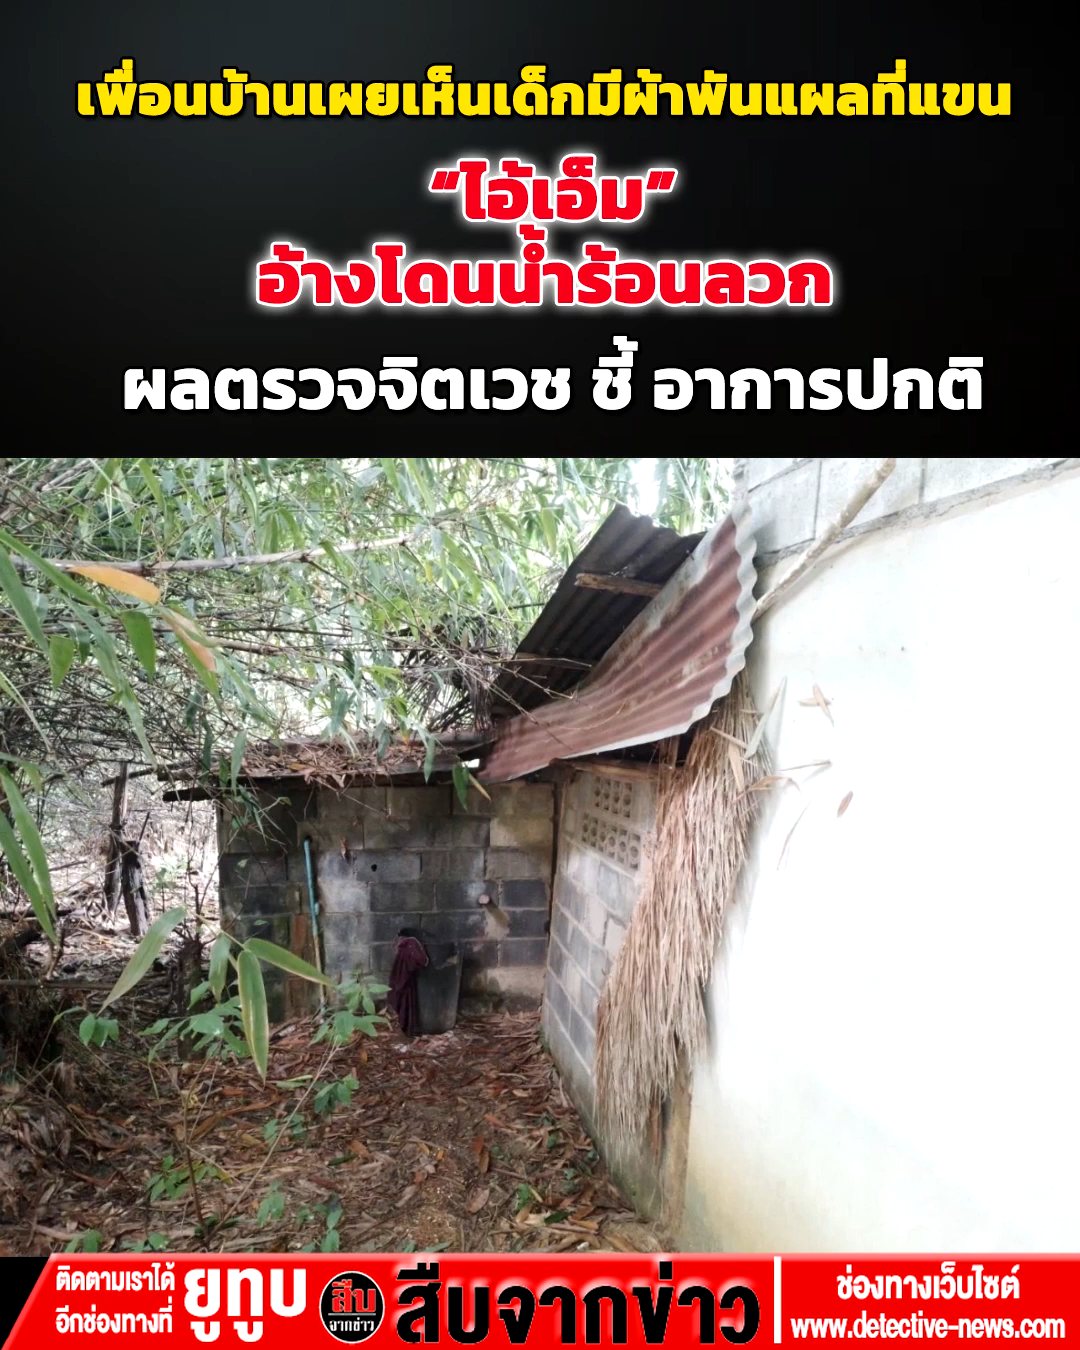 เพื่อนบ้านเผยเห็นเด็กมีผ้าพันแผลที่แขน
“ไอ้เอ็ม”
อ้างโดนน้ำร้อนลวก
ผลตรวจจิตเวช ชี้ อาการปกติ
ติดตามเราได้
อีกช่องทางที่
ยูทูบ
สืบ
จากข่าว
สืบจากข่าว
ช่องทางเว็บไซต์
www.detective-news.com